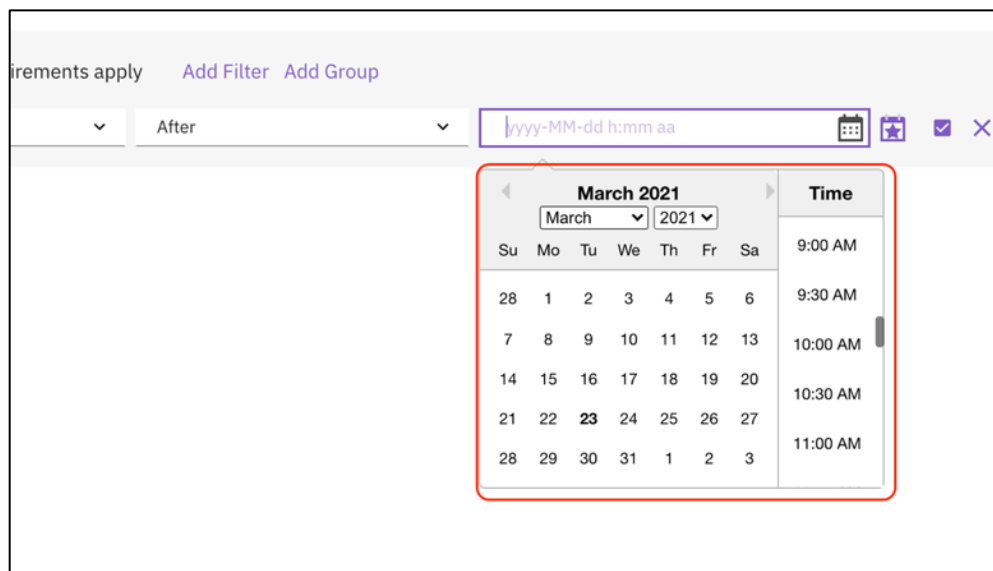 irements apply Add Filter Add Group
After yyyy-MM-dd h:mm aa
March 2021 Time
March 2021
Su Mo Tu We Th Fr Sa
9:00 AM
28 1 2 3 4 5 6
9:30 AM
7 8 9 10 11 12 13
10:00 AM
14 15 16 17 18 19 20
10:30 AM
21 22 23 24 25 26 27
11:00 AM
28 29 30 31 1 2 3